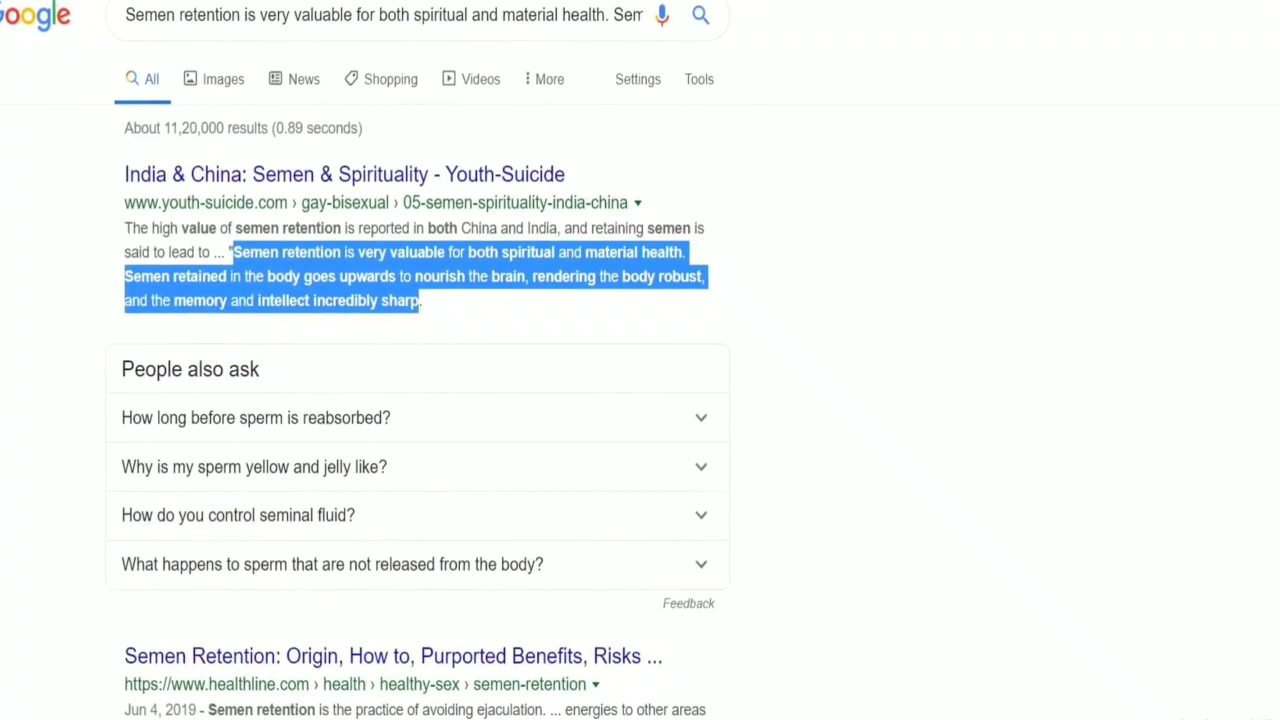 Google
Semen retention is very valuable for both spiritual and material health. Sem
All Images News Shopping Videos More Settings Tools
About 11,20,000 results (0.89 seconds)
India & China: Semen & Spirituality - Youth-Suicide
www.youth-suicide.com › gay-bisexual › 05-semen-spirituality-india-china
The high value of semen retention is reported in both China and India, and retaining semen is
said to lead to ... "Semen retention is very valuable for both spiritual and material health.
Semen retained in the body goes upwards to nourish the brain, rendering the body robust,
and the memory and intellect incredibly sharp.
People also ask
How long before sperm is reabsorbed?
Why is my sperm yellow and jelly like?
How do you control seminal fluid?
What happens to sperm that are not released from the body?
Feedback
Semen Retention: Origin, How to, Purported Benefits, Risks ...
https://www.healthline.com › health › healthy-sex › semen-retention
Jun 4, 2019 - Semen retention is the practice of avoiding ejaculation. ... energies to other areas